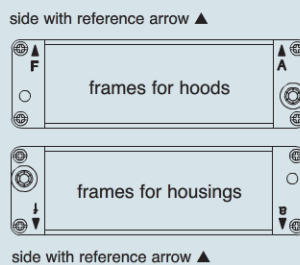 side with reference arrow ▲
▲ F ▲ A
frames for hoods
frames for housings
f ▲ a ▲
side with reference arrow ▲